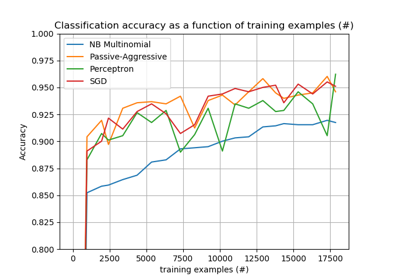 Classification accuracy as a function of training examples (#)
NB Multinomial
Passive-Aggressive
Perceptron
SGD
Accuracy
1.000
0.975
0.950
0.925
0.900
0.875
0.850
0.825
0.800
0 2500 5000 7500 10000 12500 15000 17500
training examples (#)